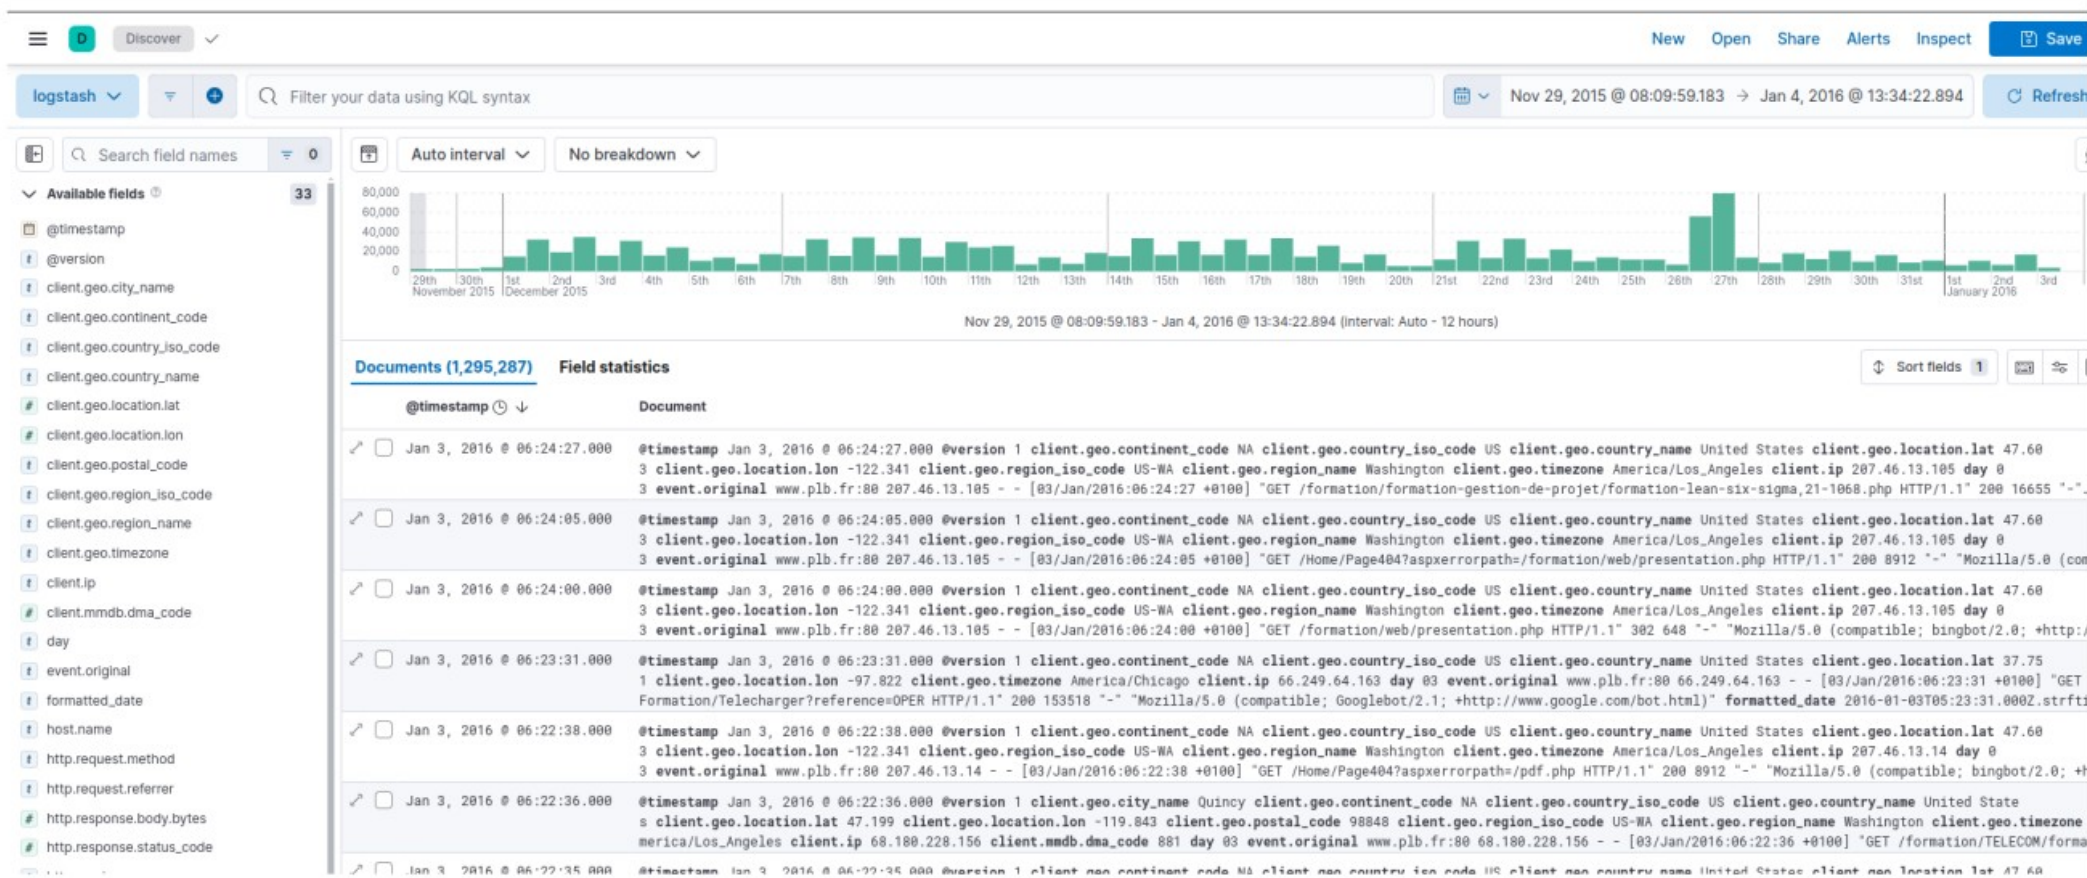 D Discover New Open Share Alerts Inspect Save
logstash Filter your data using KQL syntax Nov 29, 2015 @ 08:09:59.183 → Jan 4, 2016 @ 13:34:22.894 Refresh
Search field names 0 Auto interval No breakdown
Available fields 33
@timestamp
@version
client.geo.city_name
client.geo.continent_code
client.geo.country_iso_code
client.geo.country_name
client.geo.location.lat
client.geo.location.lon
client.geo.postal_code
client.geo.region_iso_code
client.geo.region_name
client.geo.timezone
client.ip
client.mmdb.dma_code
day
event.original
formatted_date
host.name
http.request.method
http.request.referrer
http.response.body.bytes
http.response.status_code
80,000
60,000
40,000
20,000
0
29th 30th 1st 2nd 3rd 4th 5th 6th 7th 8th 9th 10th 11th 12th 13th 14th 15th 16th 17th 18th 19th 20th 21st 22nd 23rd 24th 25th 26th 27th 28th 29th 30th 31st 1st 2nd 3rd
November 2015 December 2015 January 2016
Nov 29, 2015 @ 08:09:59.183 - Jan 4, 2016 @ 13:34:22.894 (interval: Auto - 12 hours)
Documents (1,295,287) Field statistics Sort fields 1
@timestamp Document
Jan 3, 2016 @ 06:24:27.000 @timestamp Jan 3, 2016 @ 06:24:27.000 @version 1 client.geo.continent_code NA client.geo.country_iso_code US client.geo.country_name United States client.geo.location.lat 47.60
3 client.geo.location.lon -122.341 client.geo.region_iso_code US-WA client.geo.region_name Washington client.geo.timezone America/Los_Angeles client.ip 207.46.13.105 day 0
3 event.original www.plb.fr:80 207.46.13.105 - - [03/Jan/2016:06:24:27 +0100] "GET /formation/formation-gestion-de-projet/formation-lean-six-sigma,21-1068.php HTTP/1.1" 200 16655 "-"
Jan 3, 2016 @ 06:24:05.000 @timestamp Jan 3, 2016 @ 06:24:05.000 @version 1 client.geo.continent_code NA client.geo.country_iso_code US client.geo.country_name United States client.geo.location.lat 47.60
3 client.geo.location.lon -122.341 client.geo.region_iso_code US-WA client.geo.region_name Washington client.geo.timezone America/Los_Angeles client.ip 207.46.13.105 day 0
3 event.original www.plb.fr:80 207.46.13.105 - - [03/Jan/2016:06:24:05 +0100] "GET /Home/Page404?aspxerrorpath=/formation/web/presentation.php HTTP/1.1" 200 8912 "-" "Mozilla/5.0 (com
Jan 3, 2016 @ 06:24:00.000 @timestamp Jan 3, 2016 @ 06:24:00.000 @version 1 client.geo.continent_code NA client.geo.country_iso_code US client.geo.country_name United States client.geo.location.lat 47.60
3 client.geo.location.lon -122.341 client.geo.region_iso_code US-WA client.geo.region_name Washington client.geo.timezone America/Los_Angeles client.ip 207.46.13.105 day 0
3 event.original www.plb.fr:80 207.46.13.105 - - [03/Jan/2016:06:24:00 +0100] "GET /formation/web/presentation.php HTTP/1.1" 302 648 "-" "Mozilla/5.0 (compatible; bingbot/2.0; +http:/
Jan 3, 2016 @ 06:23:31.000 @timestamp Jan 3, 2016 @ 06:23:31.000 @version 1 client.geo.continent_code NA client.geo.country_iso_code US client.geo.country_name United States client.geo.location.lat 37.75
1 client.geo.location.lon -97.822 client.geo.timezone America/Chicago client.ip 66.249.64.163 day 03 event.original www.plb.fr:80 66.249.64.163 - - [03/Jan/2016:06:23:31 +0100] "GET
Formation/Telecharger?reference=OPER HTTP/1.1" 200 153518 "-" "Mozilla/5.0 (compatible; Googlebot/2.1; +http://www.google.com/bot.html)" formatted_date 2016-01-03T05:23:31.000Z.strfti
Jan 3, 2016 @ 06:22:38.000 @timestamp Jan 3, 2016 @ 06:22:38.000 @version 1 client.geo.continent_code NA client.geo.country_iso_code US client.geo.country_name United States client.geo.location.lat 47.60
3 client.geo.location.lon -122.341 client.geo.region_iso_code US-WA client.geo.region_name Washington client.geo.timezone America/Los_Angeles client.ip 207.46.13.14 day 0
3 event.original www.plb.fr:80 207.46.13.14 - - [03/Jan/2016:06:22:38 +0100] "GET /Home/Page404?aspxerrorpath=/pdf.php HTTP/1.1" 200 8912 "-" "Mozilla/5.0 (compatible; bingbot/2.0; +h
Jan 3, 2016 @ 06:22:36.000 @timestamp Jan 3, 2016 @ 06:22:36.000 @version 1 client.geo.city_name Quincy client.geo.continent_code NA client.geo.country_iso_code US client.geo.country_name United State
s client.geo.location.lat 47.199 client.geo.location.lon -119.843 client.geo.postal_code 98848 client.geo.region_iso_code US-WA client.geo.region_name Washington client.geo.timezone
merica/Los_Angeles client.ip 68.180.228.156 client.mmdb.dma_code 881 day 03 event.original www.plb.fr:80 68.180.228.156 - - [03/Jan/2016:06:22:36 +0100] "GET /formation/TELECOM/forma
Jan 3, 2016 @ 06:22:35.000 @timestamp Jan 3, 2016 @ 06:22:35.000 @version 1 client.geo.continent_code NA client.geo.country_iso_code US client.geo.country_name United States client.geo.location.lat 47.60